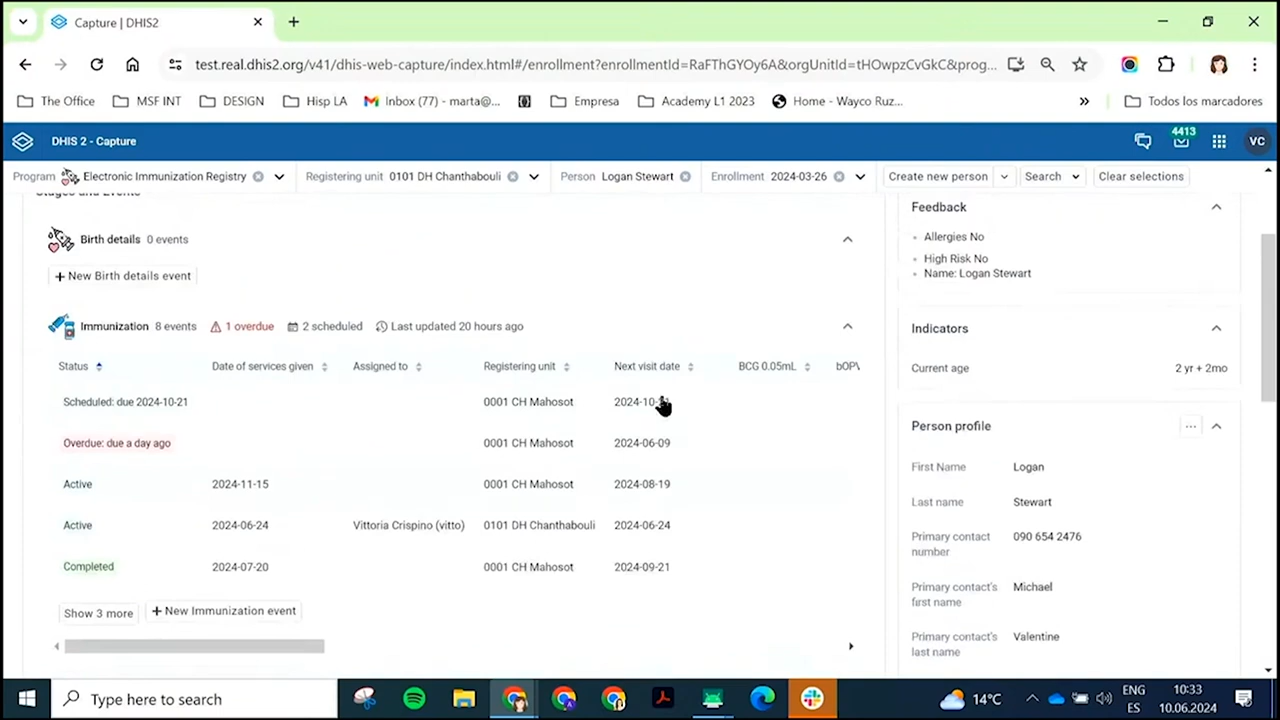 Capture | DHIS2
test.real.dhis2.org/v41/dhis-web-capture/index.html#/enrollment?enrollmentId=RaFThGYOy6A&orgUnitId=tHOwpzCvGkC&prog...
The Office
MSF INT
DESIGN
Hisp LA
Inbox (77) - marta@...
Empresa
Academy L1 2023
Home - Wayco Ruz...
»
Todos los marcadores
DHIS 2 - Capture
4413
VC
Program Electronic Immunization Registry
Registering unit 0101 DH Chanthabouli
Person Logan Stewart
Enrollment 2024-03-26
Create new person
Search
Clear selections
Stages and Events
Birth details 0 events
+ New Birth details event
Immunization 8 events 1 overdue 2 scheduled Last updated 20 hours ago
Status Date of services given Assigned to Registering unit Next visit date BCG 0.05mL bOPV
Scheduled: due 2024-10-21 0001 CH Mahosot 2024-10-
Overdue: due a day ago 0001 CH Mahosot 2024-06-09
Active 2024-11-15 0001 CH Mahosot 2024-08-19
Active 2024-06-24 Vittoria Crispino (vitto) 0101 DH Chanthabouli 2024-06-24
Completed 2024-07-20 0001 CH Mahosot 2024-09-21
Show 3 more
+ New Immunization event
Feedback
Allergies No
High Risk No
Name: Logan Stewart
Indicators
Current age 2 yr + 2mo
Person profile
...
First Name Logan
Last name Stewart
Primary contact number 090 654 2476
Primary contact's first name Michael
Primary contact's last name Valentine
Type here to search
14°C
ENG
ES
10:33
10.06.2024